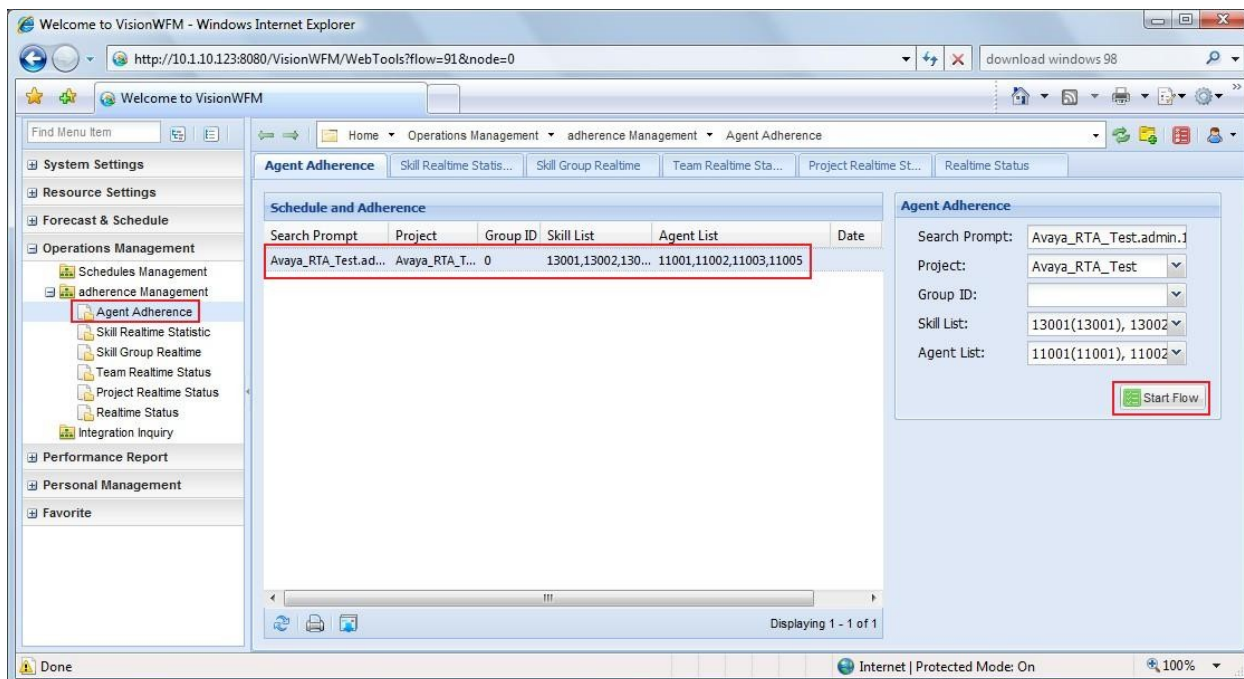 Welcome to VisionWFM - Windows Internet Explorer
http://10.1.10.123:8080/VisionWFM/WebTools?flow=91&node=0
download windows 98
Welcome to VisionWFM
Find Menu Item
Home Operations Management adherence Management Agent Adherence
System Settings
Resource Settings
Forecast & Schedule
Operations Management
Schedules Management
adherence Management
Agent Adherence
Skill Realtime Statistic
Skill Group Realtime
Team Realtime Status
Project Realtime Status
Realtime Status
Integration Inquiry
Performance Report
Personal Management
Favorite
Agent Adherence Skill Realtime Statis... Skill Group Realtime Team Realtime Sta... Project Realtime St... Realtime Status
Schedule and Adherence
Search Prompt Project Group ID Skill List Agent List Date
Avaya_RTA_Test.ad... Avaya_RTA_T... 0 13001,13002,130... 11001,11002,11003,11005
Displaying 1 - 1 of 1
Agent Adherence
Search Prompt: Avaya_RTA_Test.admin.1
Project: Avaya_RTA_Test
Group ID:
Skill List: 13001(13001), 13002
Agent List: 11001(11001), 11002
Start Flow
Done
Internet | Protected Mode: On
100%